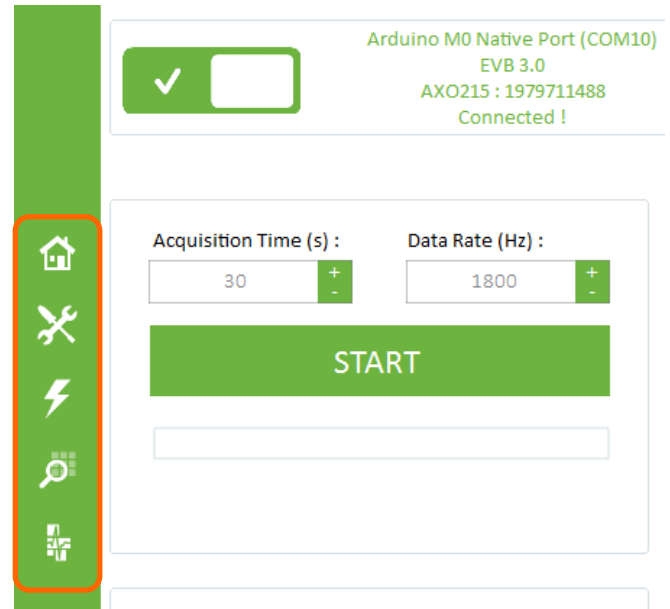 Arduino M0 Native Port (COM10)
EVB 3.0
AXO215 : 1979711488
Connected !
Acquisition Time (s) : Data Rate (Hz) :
30 + - 1800 + -
START